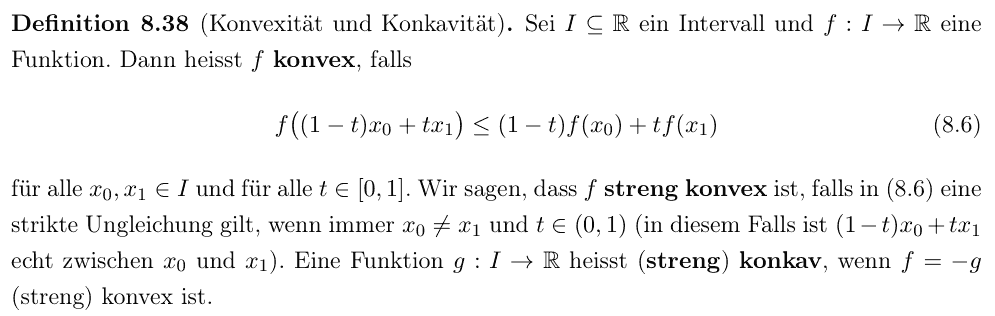 Definition 8.38 (Konvexität und Konkavität). Sei I ⊆ ℝ ein Intervall und f : I → ℝ eine
Funktion. Dann heisst f konvex, falls
f((1 − t)x₀ + tx₁) ≤ (1 − t)f(x₀) + tf(x₁) (8.6)
für alle x₀, x₁ ∈ I und für alle t ∈ [0, 1]. Wir sagen, dass f streng konvex ist, falls in (8.6) eine
strikte Ungleichung gilt, wenn immer x₀ ≠ x₁ und t ∈ (0, 1) (in diesem Falls ist (1 − t)x₀ + tx₁
echt zwischen x₀ und x₁). Eine Funktion g : I → ℝ heisst (streng) konkav, wenn f = −g
(streng) konvex ist.